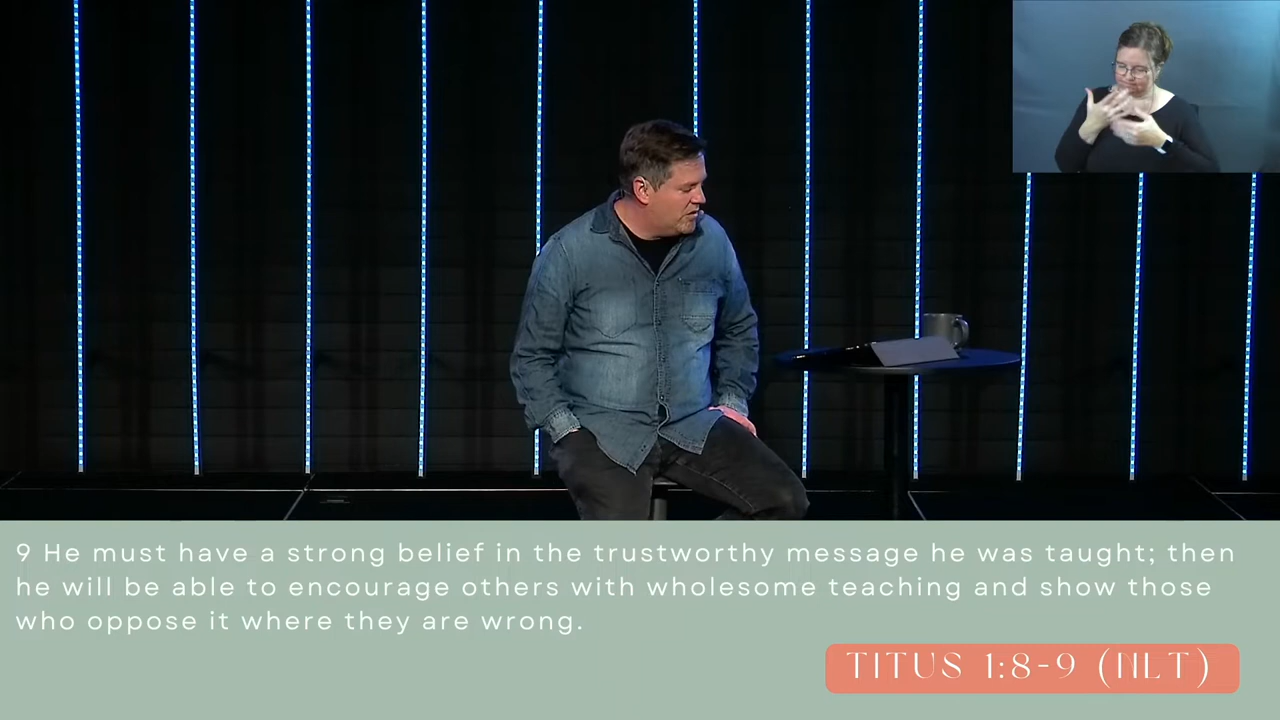 9 He must have a strong belief in the trustworthy message he was taught; then
he will be able to encourage others with wholesome teaching and show those
who oppose it where they are wrong.
TITUS 1:8-9 (NLT)